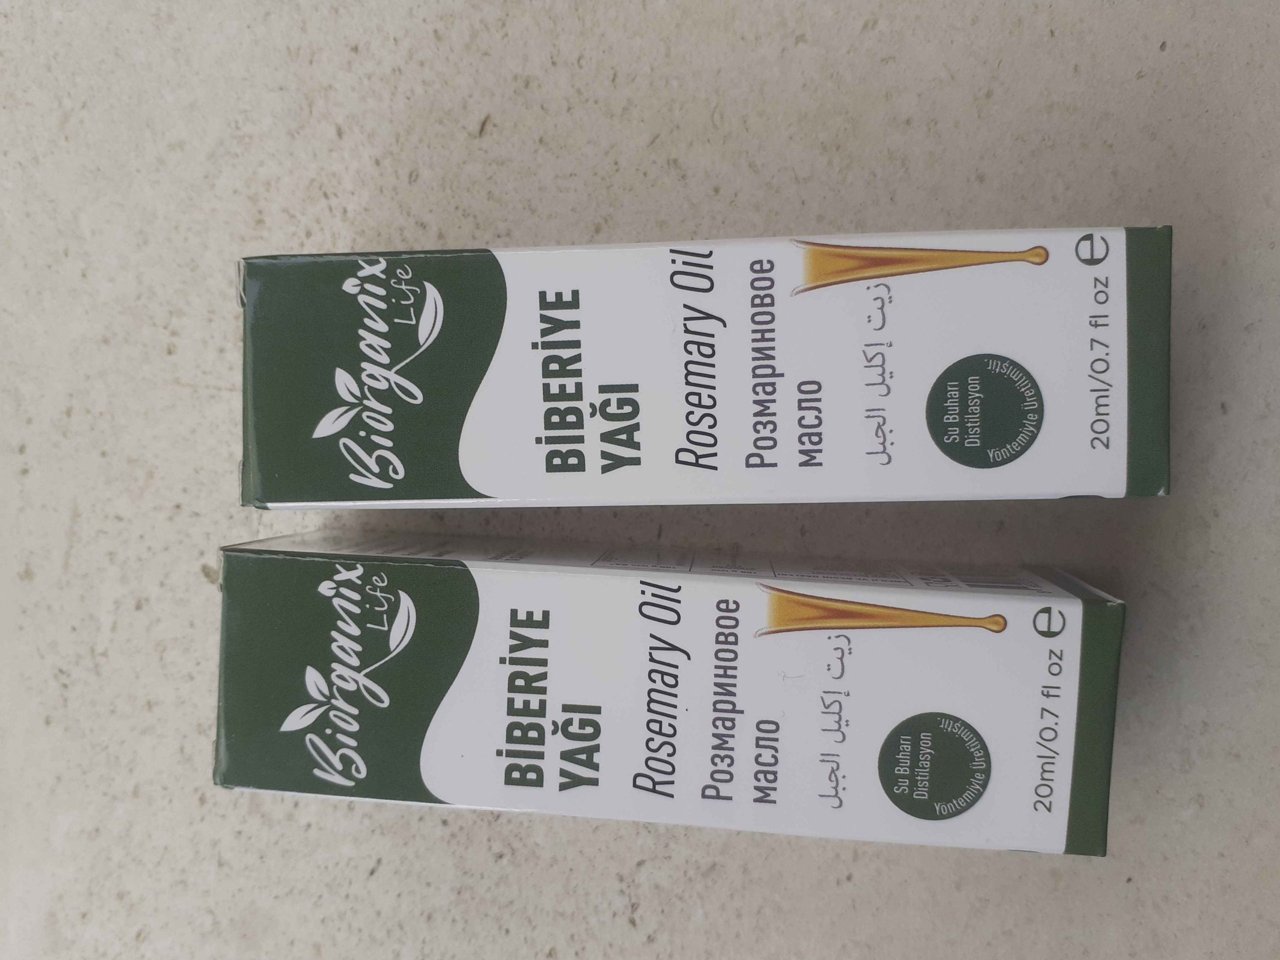 Biorganix
Life
BİBERİYE
YAĞI
Rosemary Oil
Розмариновое
масло
زيت إكليل الجبل
Su Buharı
Distilasyon
Yöntemiyle Üretilmiştir.
20ml/0.7 fl oz e
Biorganix
Life
BİBERİYE
YAĞI
Rosemary Oil
Розмариновое
масло
زيت إكليل الجبل
Su Buharı
Distilasyon
Yöntemiyle Üretilmiştir.
20ml/0.7 fl oz e